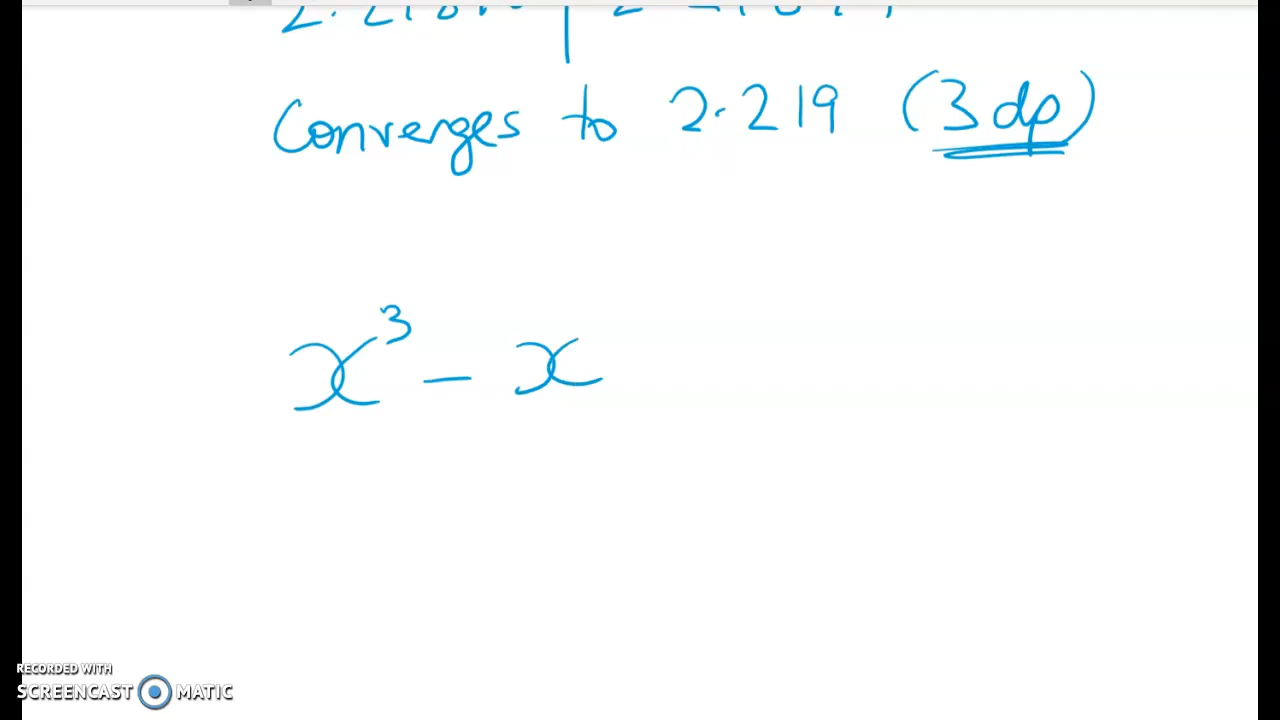 Converges to 2.219 (3dp)
x³ - x
RECORDED WITH
SCREENCAST MATIC